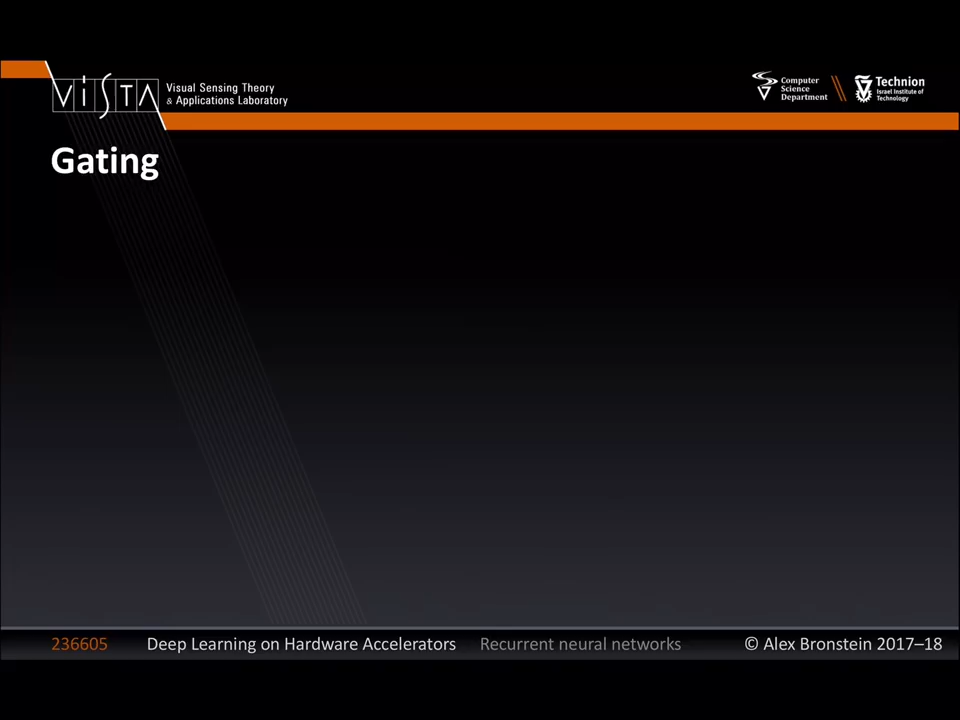 ViSTA
Visual Sensing Theory
& Applications Laboratory
Computer
Science
Department
Technion
Israel Institute of
Technology
Gating
236605 Deep Learning on Hardware Accelerators Recurrent neural networks © Alex Bronstein 2017–18